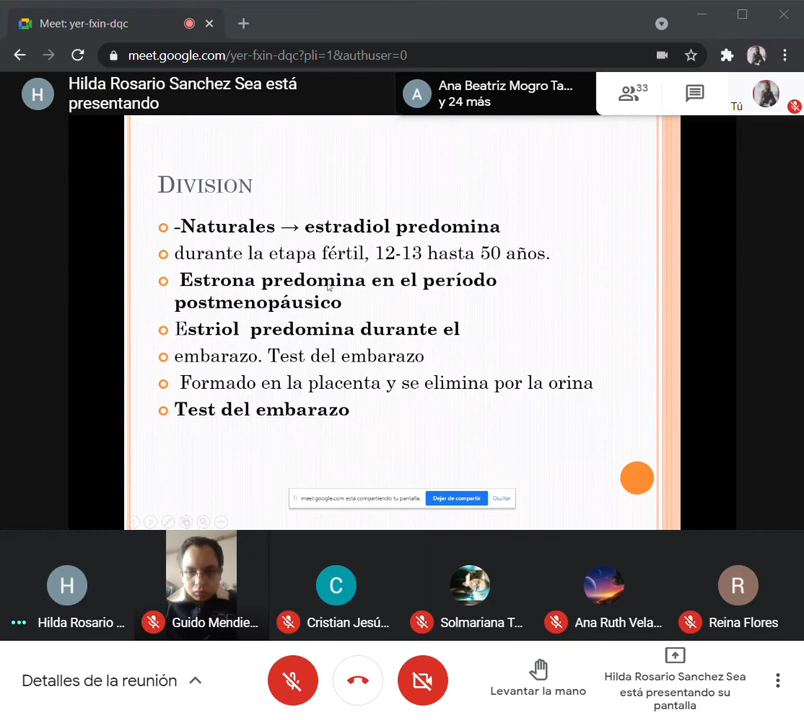 Meet: yer-fxin-dqc
meet.google.com/yer-fxin-dqc?pli=1&authuser=0
H
Hilda Rosario Sanchez Sea está
presentando
A
Ana Beatriz Mogro Ta...
y 24 más
33
Tú
DIVISION
-Naturales → estradiol predomina
durante la etapa fértil, 12-13 hasta 50 años.
Estrona predomina en el período
postmenopáusico
Estriol predomina durante el
embarazo. Test del embarazo
Formado en la placenta y se elimina por la orina
Test del embarazo
meet.google.com está compartiendo tu pantalla.
Dejar de compartir
Ocultar
H
C
R
Hilda Rosario ...
Guido Mendie...
Cristian Jesú...
Solmariana T...
Ana Ruth Vela...
Reina Flores
Detalles de la reunión
Levantar la mano
Hilda Rosario Sanchez Sea
está presentando su
pantalla